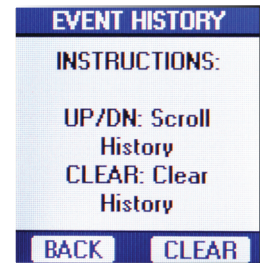 EVENT HISTORY
INSTRUCTIONS:
UP/DN: Scroll
History
CLEAR: Clear
History
BACK CLEAR